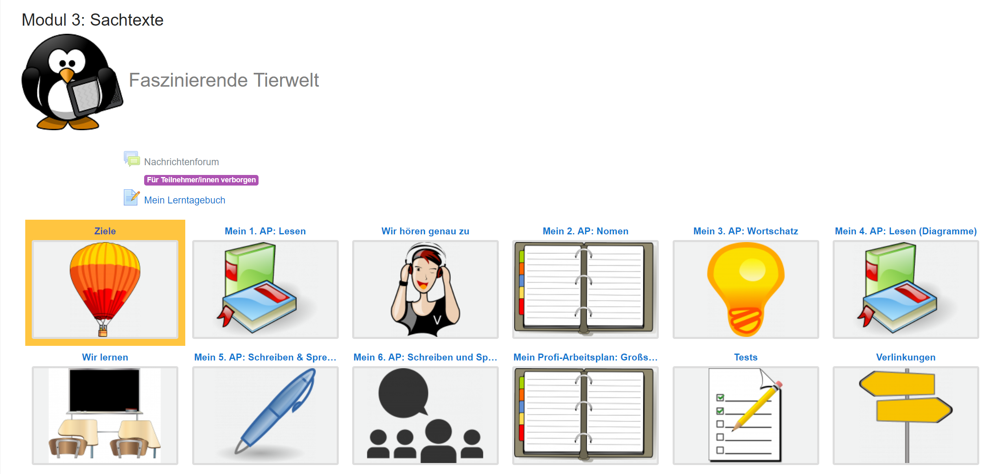 Modul 3: Sachtexte
Faszinierende Tierwelt
Nachrichtenforum
Für Teilnehmer/innen verborgen
Mein Lerntagebuch
Ziele
Mein 1. AP: Lesen
Wir hören genau zu
Mein 2. AP: Nomen
Mein 3. AP: Wortschatz
Mein 4. AP: Lesen (Diagramme)
V
Wir lernen
Mein 5. AP: Schreiben & Spre...
Mein 6. AP: Schreiben und Sp...
Mein Profi-Arbeitsplan: Großs...
Tests
Verlinkungen